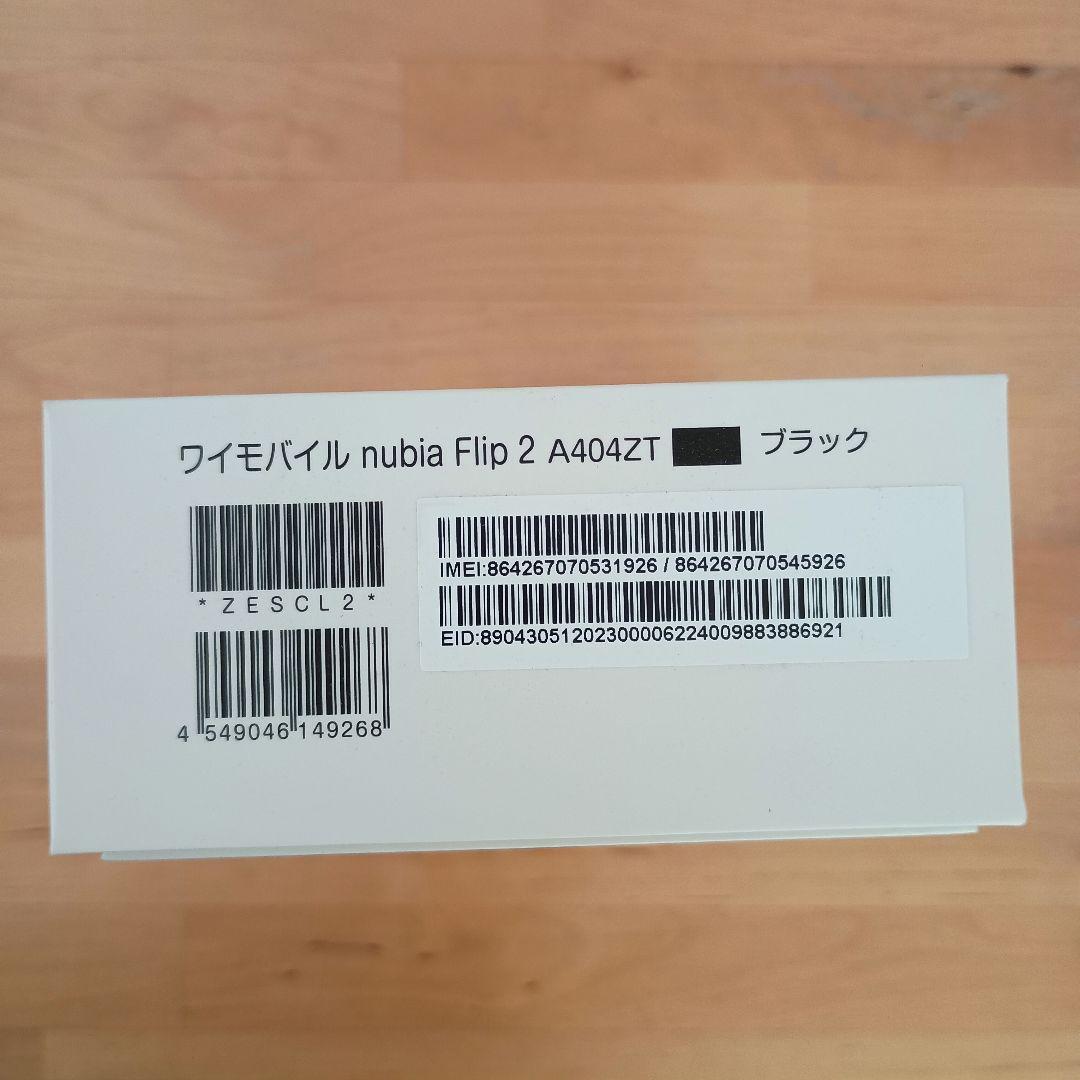 ワイモバイル nubia Flip 2 A404ZT ブラック
*ZESCL2*
4 549046 149268
IMEI:864267070531926 / 864267070545926
EID:89043051202300006224009883886921